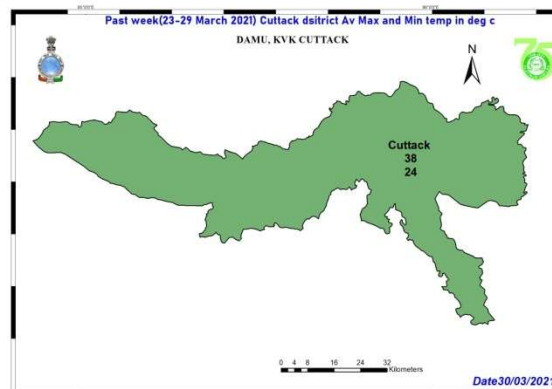 Past week(23-29 March 2021) Cuttack dsitrict Av Max and Min temp in deg c
DAMU, KVK CUTTACK
N
75
Cuttack
38
24
0 4 8 16 24 32
Kilometers
Date30/03/2021